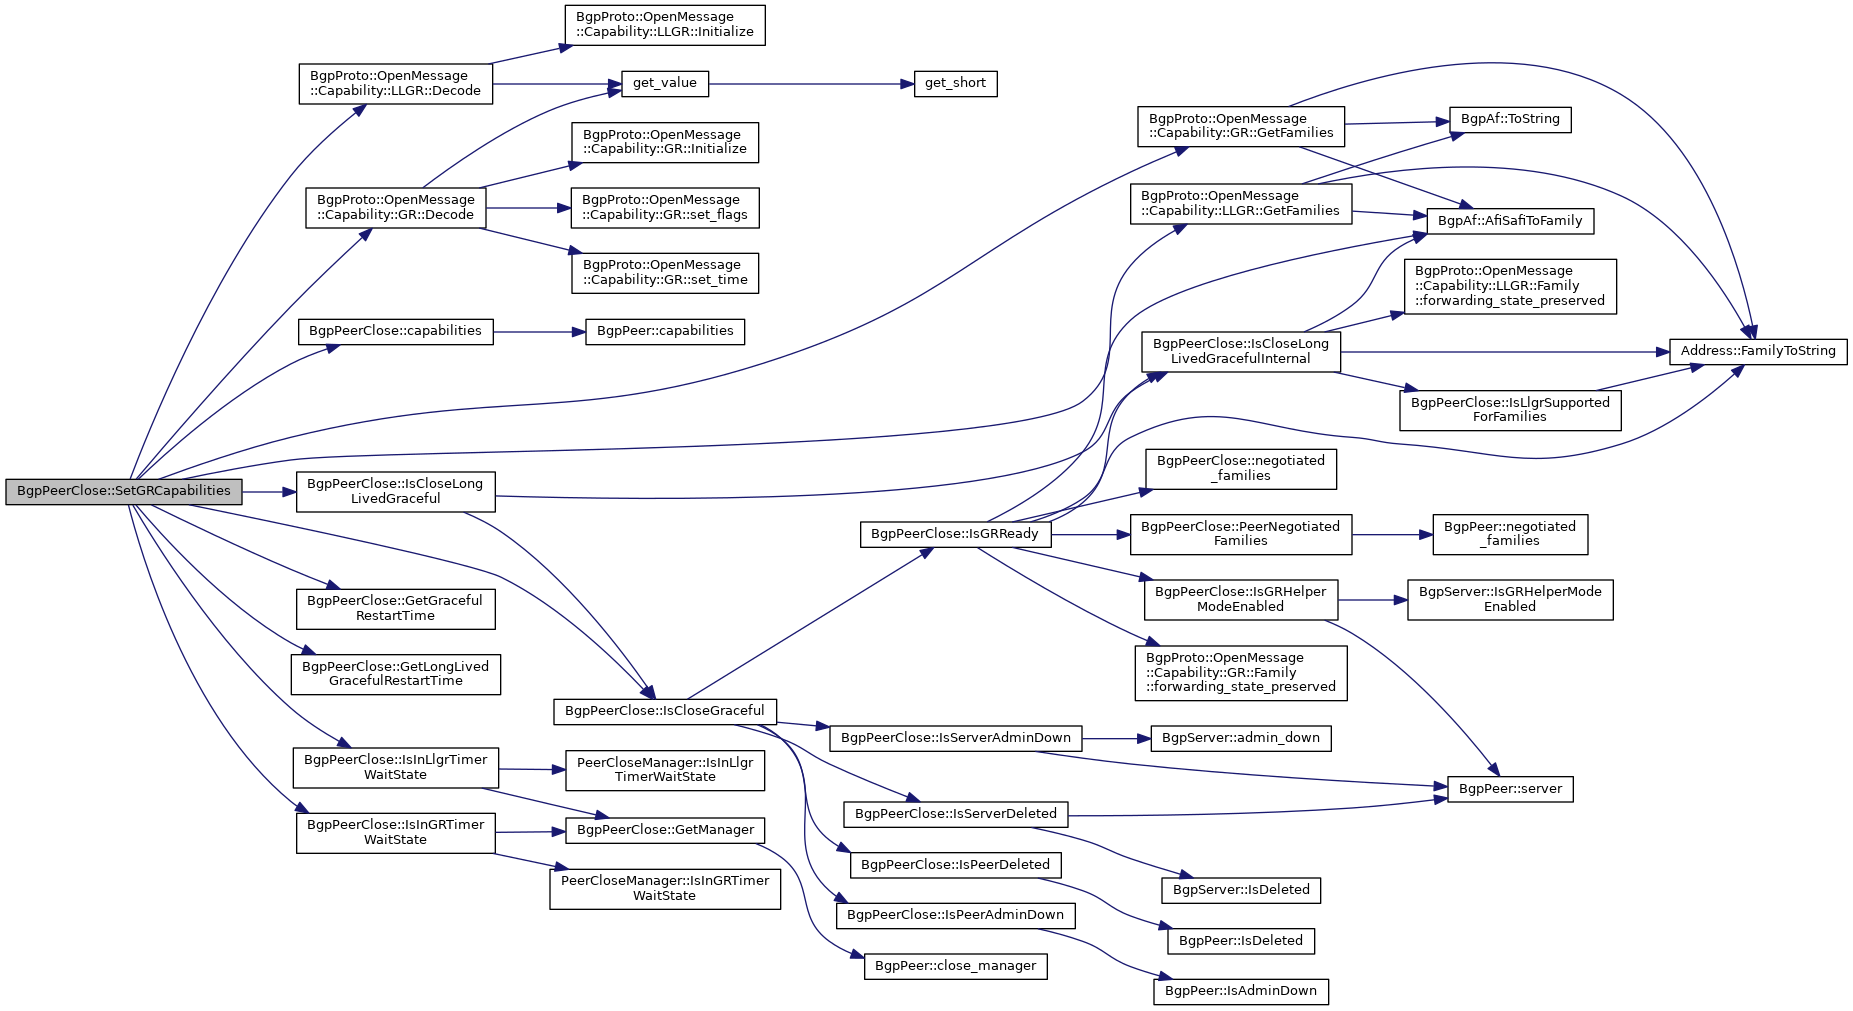 BgpProto::OpenMessage
::Capability::LLGR::Initialize
BgpProto::OpenMessage
::Capability::LLGR::Decode
get_value
get_short
BgpProto::OpenMessage
::Capability::GR::Initialize
BgpProto::OpenMessage
::Capability::GR::Decode
BgpProto::OpenMessage
::Capability::GR::set_flags
BgpProto::OpenMessage
::Capability::GR::set_time
BgpPeerClose::capabilities
BgpPeer::capabilities
BgpProto::OpenMessage
::Capability::GR::GetFamilies
BgpAf::ToString
BgpProto::OpenMessage
::Capability::LLGR::GetFamilies
BgpAf::AfiSafiToFamily
BgpProto::OpenMessage
::Capability::LLGR::Family
::forwarding_state_preserved
BgpPeerClose::IsCloseLong
LivedGracefulInternal
Address::FamilyToString
BgpPeerClose::IsLlgrSupported
ForFamilies
BgpPeerClose::SetGRCapabilities
BgpPeerClose::IsCloseLong
LivedGraceful
BgpPeerClose::negotiated
_families
BgpPeerClose::IsGRReady
BgpPeerClose::PeerNegotiated
Families
BgpPeer::negotiated
_families
BgpPeerClose::GetGraceful
RestartTime
BgpPeerClose::IsGRHelper
ModeEnabled
BgpServer::IsGRHelperMode
Enabled
BgpPeerClose::GetLongLived
GracefulRestartTime
BgpProto::OpenMessage
::Capability::GR::Family
::forwarding_state_preserved
BgpPeerClose::IsCloseGraceful
BgpPeerClose::IsServerAdminDown
BgpServer::admin_down
BgpPeerClose::IsInLlgrTimer
WaitState
PeerCloseManager::IsInLlgr
TimerWaitState
BgpPeer::server
BgpPeerClose::IsServerDeleted
BgpPeerClose::IsInGRTimer
WaitState
BgpPeerClose::GetManager
BgpPeerClose::IsPeerDeleted
BgpServer::IsDeleted
PeerCloseManager::IsInGRTimer
WaitState
BgpPeerClose::IsPeerAdminDown
BgpPeer::IsDeleted
BgpPeer::close_manager
BgpPeer::IsAdminDown